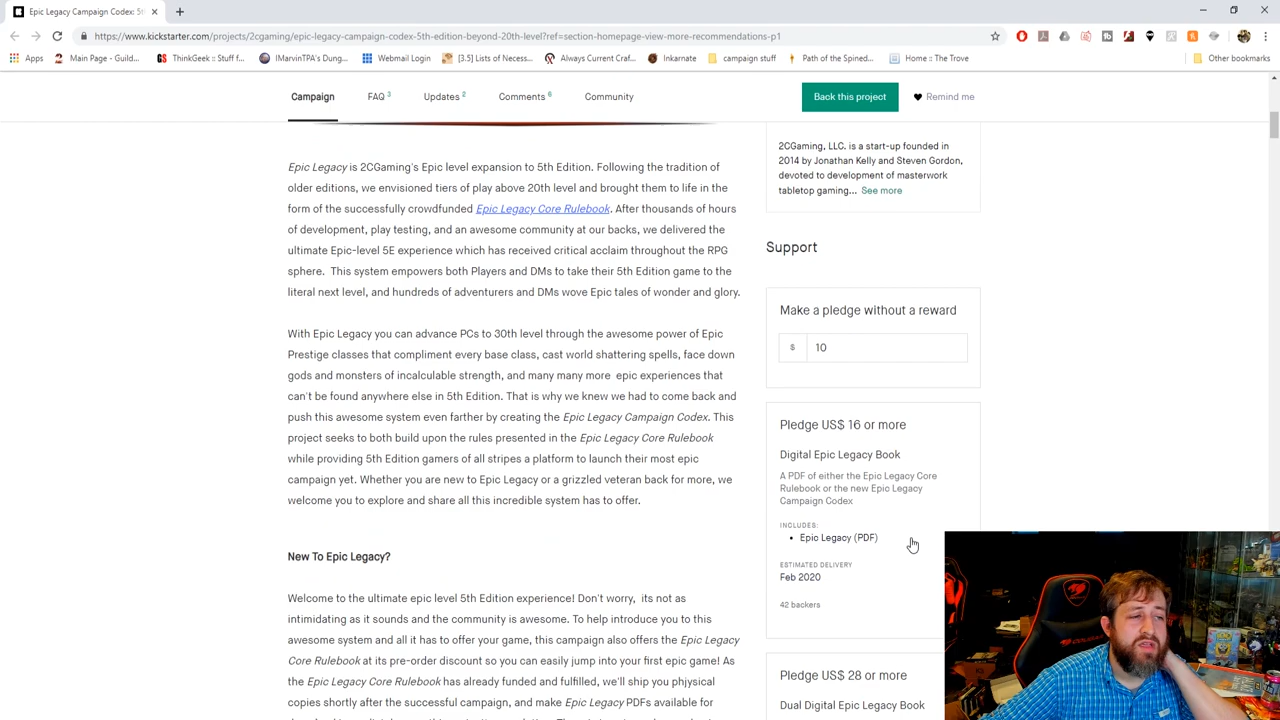 Epic Legacy Campaign Codex: 5th
https://www.kickstarter.com/projects/2cgaming/epic-legacy-campaign-codex-5th-edition-beyond-20th-level?ref=section-homepage-view-more-recommendations-p1
Apps Main Page - Guild... ThinkGeek :: Stuff f... IMarvinTPA's Dung... Webmail Login [3.5] Lists of Necess... Always Current Craf... Inkarnate campaign stuff Path of the Spined... Home :: The Trove Other bookmarks
Campaign FAQ 3 Updates 2 Comments 6 Community Back this project Remind me
Epic Legacy is 2CGaming's Epic level expansion to 5th Edition. Following the tradition of
older editions, we envisioned tiers of play above 20th level and brought them to life in the
form of the successfully crowdfunded Epic Legacy Core Rulebook. After thousands of hours
of development, play testing, and an awesome community at our backs, we delivered the
ultimate Epic-level 5E experience which has received critical acclaim throughout the RPG
sphere. This system empowers both Players and DMs to take their 5th Edition game to the
literal next level, and hundreds of adventurers and DMs wove Epic tales of wonder and glory.
With Epic Legacy you can advance PCs to 30th level through the awesome power of Epic
Prestige classes that compliment every base class, cast world shattering spells, face down
gods and monsters of incalculable strength, and many many more epic experiences that
can't be found anywhere else in 5th Edition. That is why we knew we had to come back and
push this awesome system even farther by creating the Epic Legacy Campaign Codex. This
project seeks to both build upon the rules presented in the Epic Legacy Core Rulebook
while providing 5th Edition gamers of all stripes a platform to launch their most epic
campaign yet. Whether you are new to Epic Legacy or a grizzled veteran back for more, we
welcome you to explore and share all this incredible system has to offer.
New To Epic Legacy?
Welcome to the ultimate epic level 5th Edition experience! Don't worry, its not as
intimidating as it sounds and the community is awesome. To help introduce you to this
awesome system and all it has to offer your game, this campaign also offers the Epic Legacy
Core Rulebook at its pre-order discount so you can easily jump into your first epic game! As
the Epic Legacy Core Rulebook has already funded and fulfilled, we'll ship you phjysical
copies shortly after the successful campaign, and make Epic Legacy PDFs available for
2CGaming, LLC. is a start-up founded in
2014 by Jonathan Kelly and Steven Gordon,
devoted to development of masterwork
tabletop gaming... See more
Support
Make a pledge without a reward
$ 10
Pledge US$ 16 or more
Digital Epic Legacy Book
A PDF of either the Epic Legacy Core
Rulebook or the new Epic Legacy
Campaign Codex
INCLUDES:
• Epic Legacy (PDF)
ESTIMATED DELIVERY
Feb 2020
42 backers
Pledge US$ 28 or more
Dual Digital Epic Legacy Book